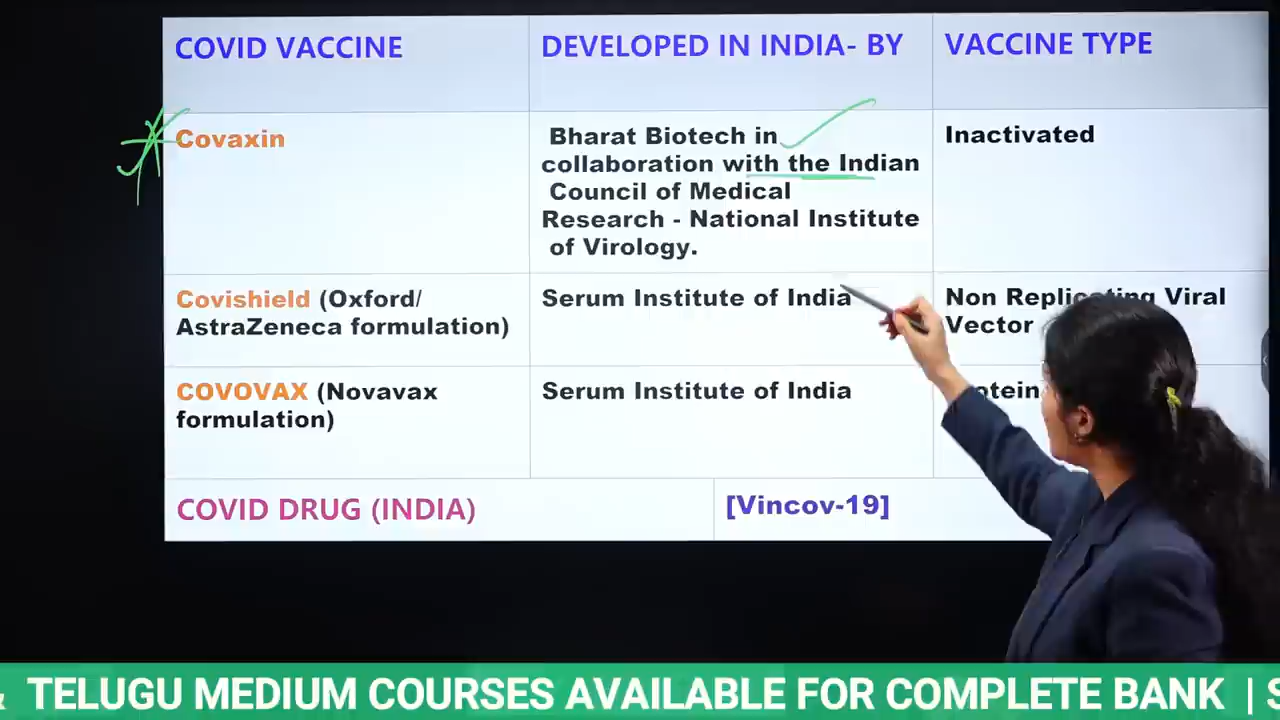 COVID VACCINE
DEVELOPED IN INDIA- BY
VACCINE TYPE
Covaxin
Bharat Biotech in
collaboration with the Indian
Council of Medical
Research - National Institute
of Virology.
Inactivated
Covishield (Oxford/
AstraZeneca formulation)
Serum Institute of India
Non Replicating Viral
Vector
COVOVAX (Novavax
formulation)
Serum Institute of India
COVID DRUG (INDIA)
[Vincov-19]
TELUGU MEDIUM COURSES AVAILABLE FOR COMPLETE BANK | S